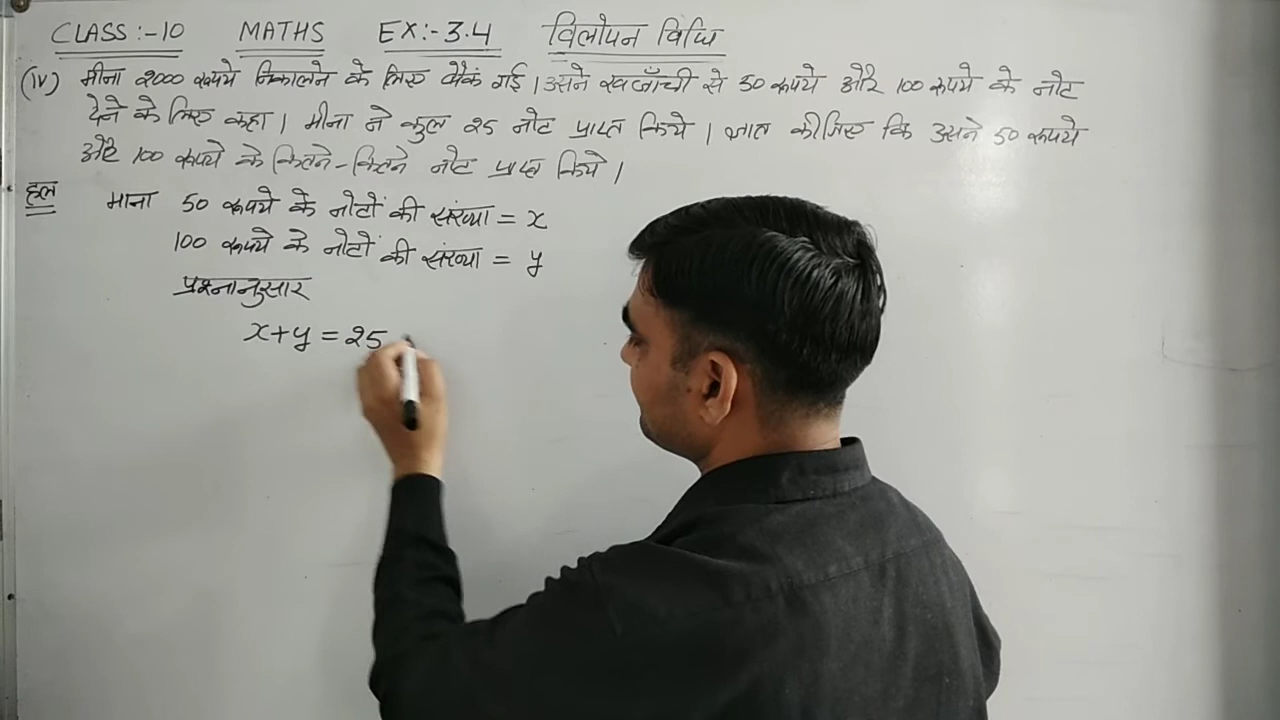 CLASS :- 10 MATHS EX:- 3.4 विलोपन विधि
(iv) मीना 2000 रूपये निकालने के लिए बैंक गई । उसने खजाँची से 50 रूपये और 100 रूपये के नोट
देने के लिए कहा । मीना ने कुल 25 नोट प्राप्त किये । ज्ञात कीजिए कि उसने 50 रूपये
और 100 रूपये के कितने-कितने नोट प्राप्त किये ।
हल माना 50 रूपये के नोटों की संख्या = x
100 रूपये के नोटों की संख्या = y
प्रश्नानुसार
x+y = 25